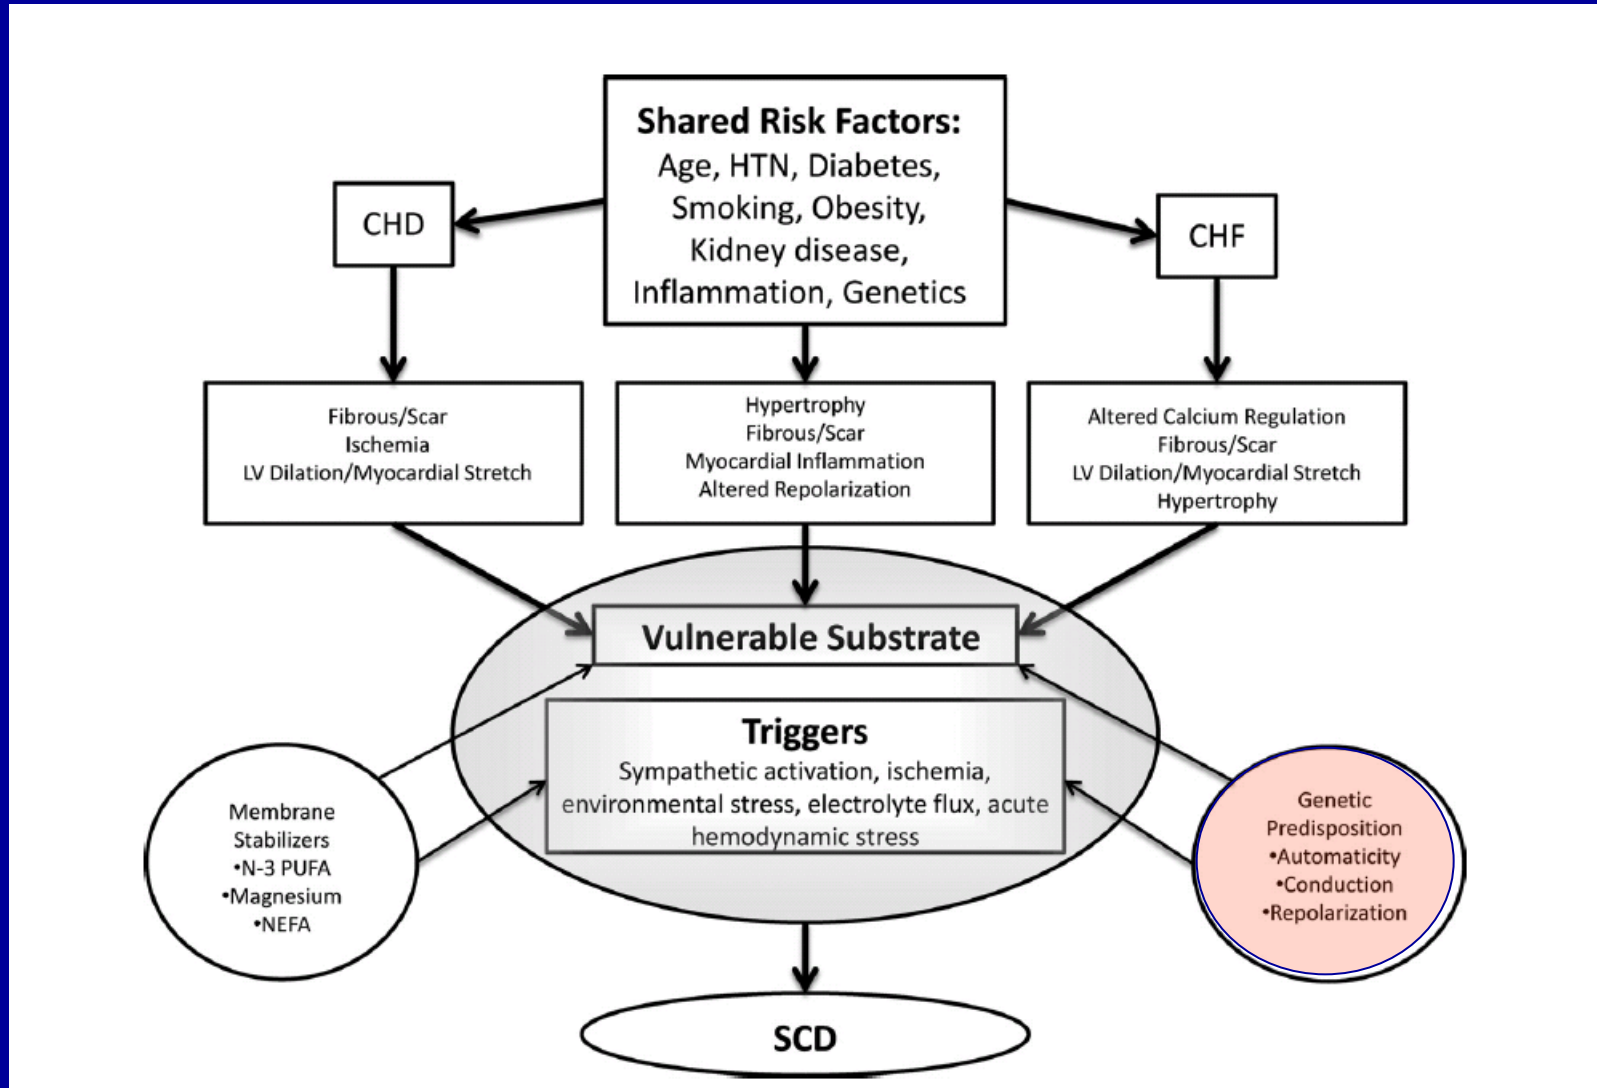 Shared Risk Factors:
Age, HTN, Diabetes,
Smoking, Obesity,
Kidney disease,
Inflammation, Genetics
CHD
CHF
Fibrous/Scar
Ischemia
LV Dilation/Myocardial Stretch
Hypertrophy
Fibrous/Scar
Myocardial Inflammation
Altered Repolarization
Altered Calcium Regulation
Fibrous/Scar
LV Dilation/Myocardial Stretch
Hypertrophy
Vulnerable Substrate
Triggers
Sympathetic activation, ischemia,
environmental stress, electrolyte flux, acute
hemodynamic stress
Membrane
Stabilizers
•N-3 PUFA
•Magnesium
•NEFA
Genetic
Predisposition
•Automaticity
•Conduction
•Repolarization
SCD